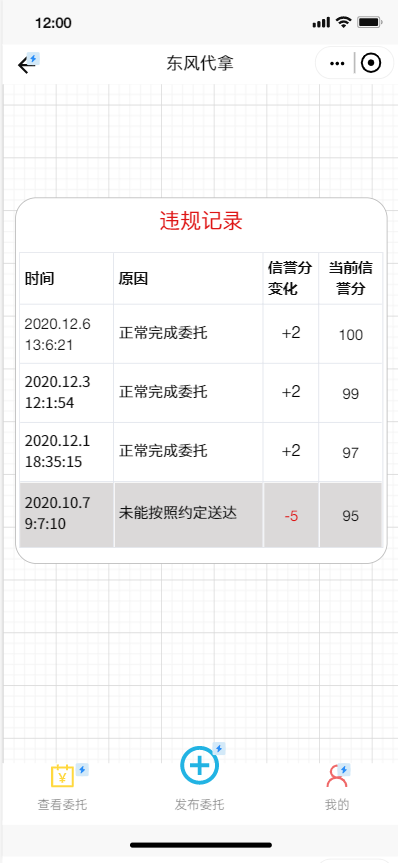 12:00
东风代拿
违规记录
时间 原因 信誉分变化 当前信誉分
2020.12.6 13:6:21 正常完成委托 +2 100
2020.12.3 12:1:54 正常完成委托 +2 99
2020.12.1 18:35:15 正常完成委托 +2 97
2020.10.7 9:7:10 未能按照约定送达 -5 95
查看委托 发布委托 我的